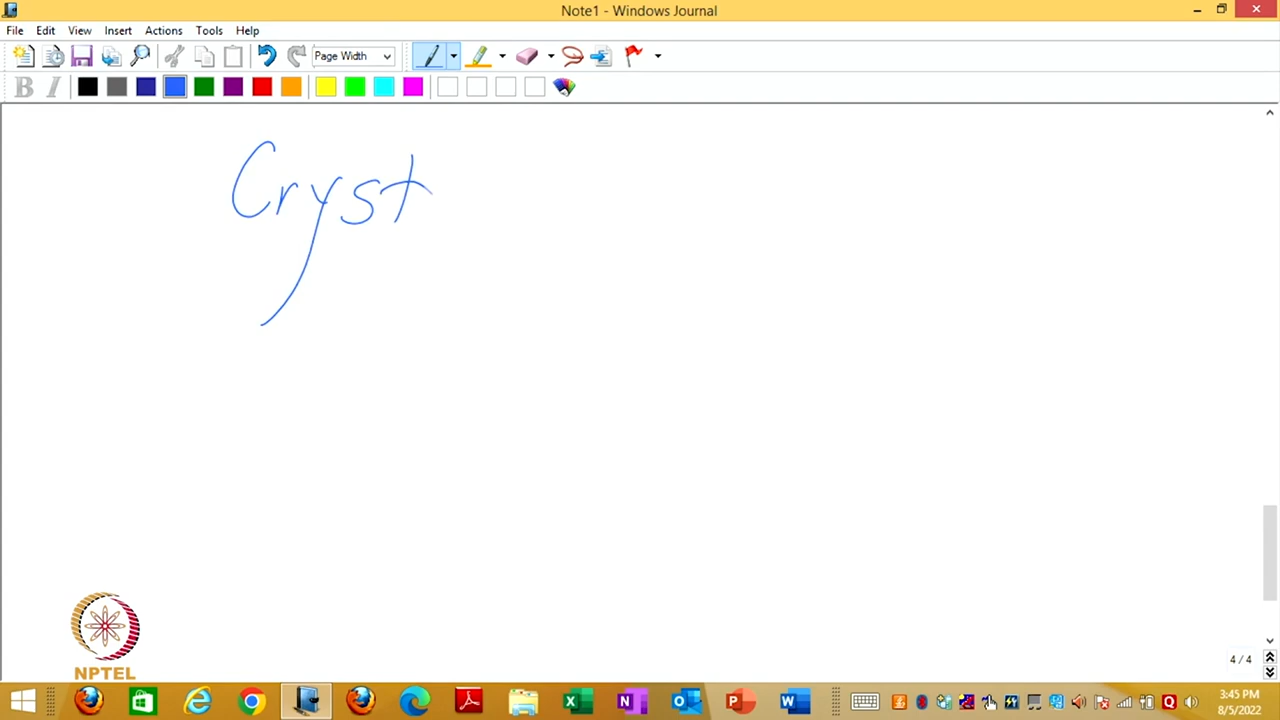 Note1 - Windows Journal
File Edit View Insert Actions Tools Help
Page Width
B I
Cryst
NPTEL
4 / 4
3:45 PM
8/5/2022